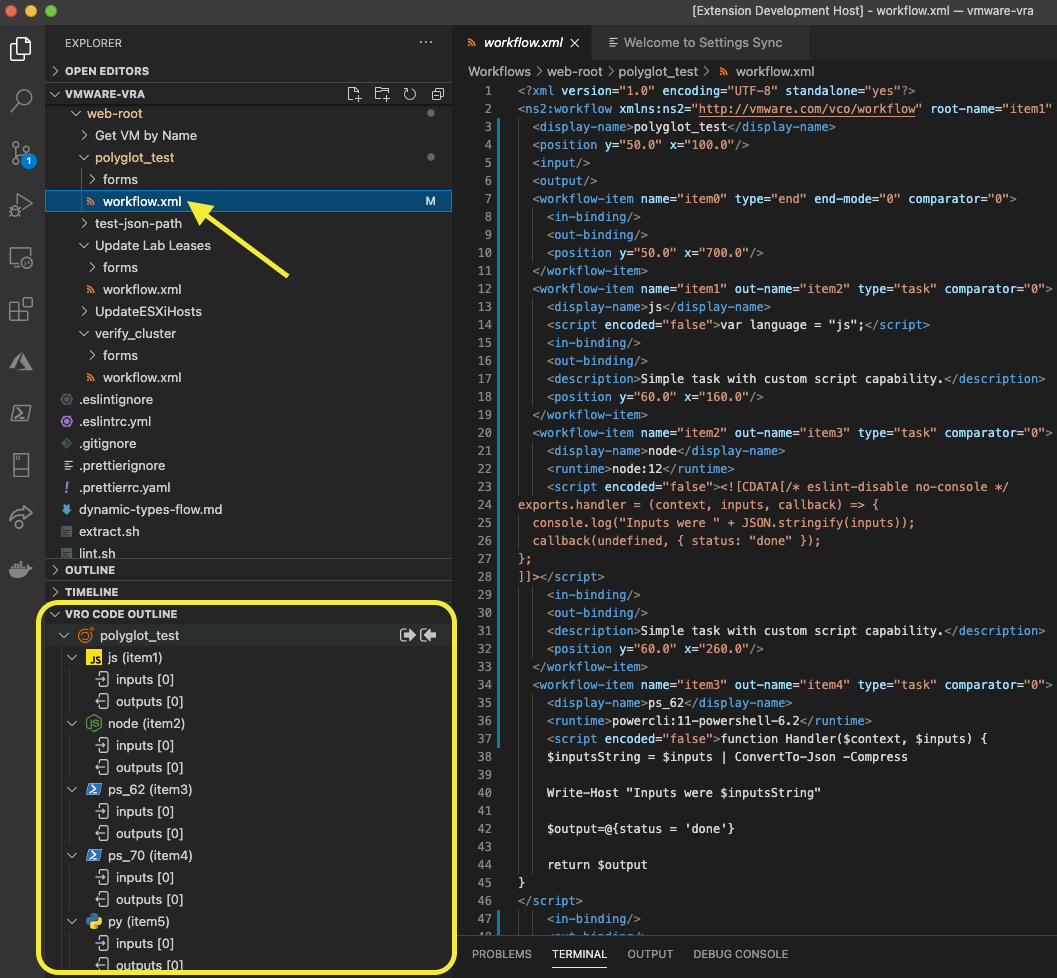 [Extension Development Host] - workflow.xml — vmware-vra
EXPLORER
OPEN EDITORS
VMWARE-VRA
web-root
Get VM by Name
polyglot_test
forms
workflow.xml M
test-json-path
Update Lab Leases
forms
workflow.xml
UpdateESXiHosts
verify_cluster
forms
workflow.xml
.eslintignore
.eslintrc.yml
.gitignore
.prettierignore
.prettierrc.yaml
dynamic-types-flow.md
extract.sh
lint.sh
OUTLINE
TIMELINE
VRO CODE OUTLINE
polyglot_test
JS js (item1)
inputs [0]
outputs [0]
node (item2)
inputs [0]
outputs [0]
ps_62 (item3)
inputs [0]
outputs [0]
ps_70 (item4)
inputs [0]
outputs [0]
py (item5)
inputs [0]
outputs [0]
1
workflow.xml
Welcome to Settings Sync
Workflows > web-root > polyglot_test > workflow.xml
1 <?xml version="1.0" encoding="UTF-8" standalone="yes"?>
2 <ns2:workflow xmlns:ns2="http://vmware.com/vco/workflow" root-name="item1"
3 <display-name>polyglot_test</display-name>
4 <position y="50.0" x="100.0"/>
5 <input/>
6 <output/>
7 <workflow-item name="item0" type="end" end-mode="0" comparator="0">
8 <in-binding/>
9 <out-binding/>
10 <position y="50.0" x="700.0"/>
11 </workflow-item>
12 <workflow-item name="item1" out-name="item2" type="task" comparator="0">
13 <display-name>js</display-name>
14 <script encoded="false">var language = "js";</script>
15 <in-binding/>
16 <out-binding/>
17 <description>Simple task with custom script capability.</description>
18 <position y="60.0" x="160.0"/>
19 </workflow-item>
20 <workflow-item name="item2" out-name="item3" type="task" comparator="0">
21 <display-name>node</display-name>
22 <runtime>node:12</runtime>
23 <script encoded="false"><![CDATA[/* eslint-disable no-console */
24 exports.handler = (context, inputs, callback) => {
25 console.log("Inputs were " + JSON.stringify(inputs));
26 callback(undefined, { status: "done" });
27 };
28 ]]></script>
29 <in-binding/>
30 <out-binding/>
31 <description>Simple task with custom script capability.</description>
32 <position y="60.0" x="260.0"/>
33 </workflow-item>
34 <workflow-item name="item3" out-name="item4" type="task" comparator="0">
35 <display-name>ps_62</display-name>
36 <runtime>powercli:11-powershell-6.2</runtime>
37 <script encoded="false">function Handler($context, $inputs) {
38 $inputsString = $inputs | ConvertTo-Json -Compress
39
40 Write-Host "Inputs were $inputsString"
41
42 $output=@{status = 'done'}
43
44 return $output
45 }
46 </script>
47 <in-binding/>
48 <out-binding/>
PROBLEMS TERMINAL OUTPUT DEBUG CONSOLE